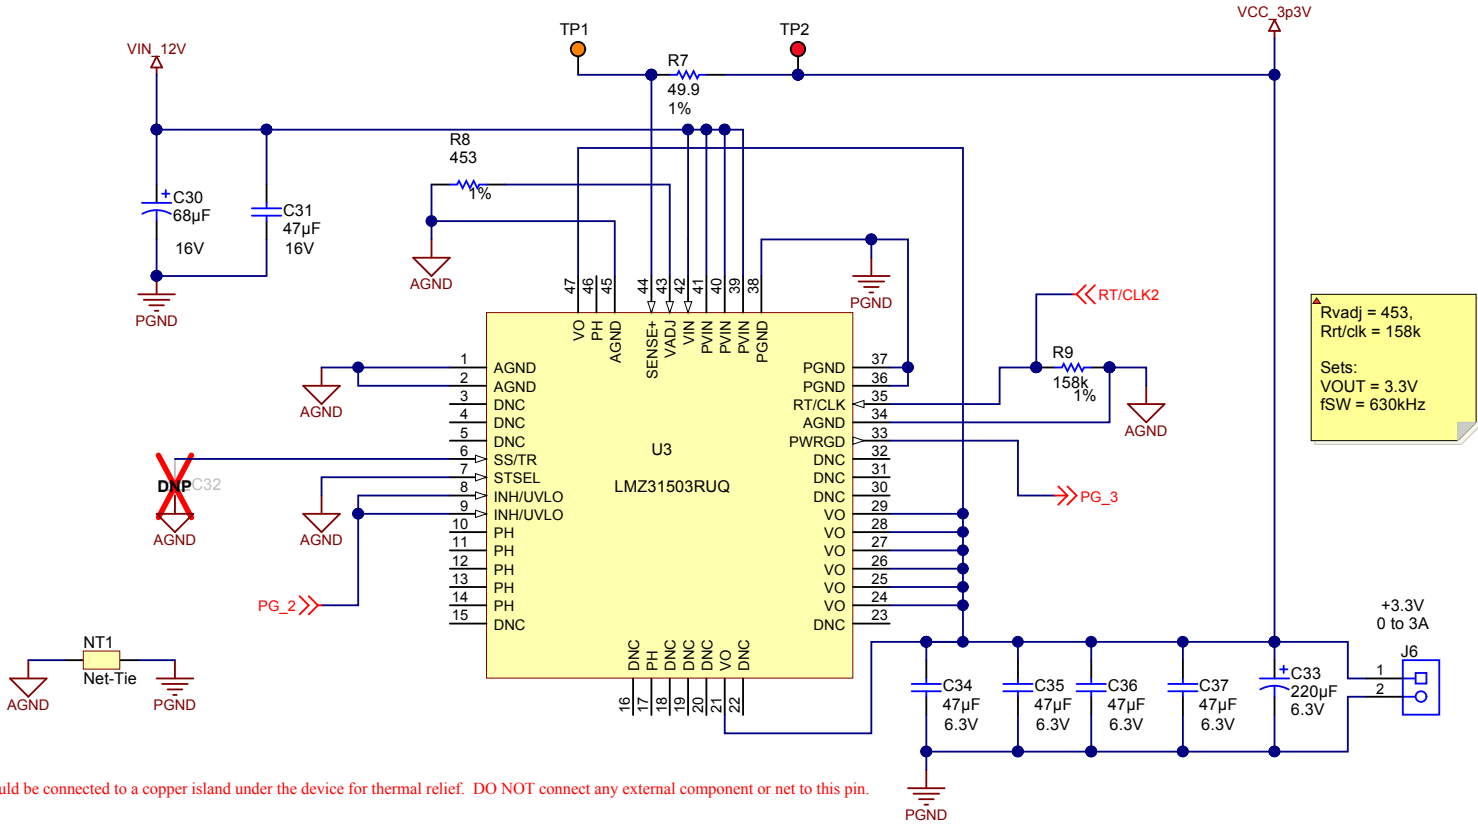 VCC_3p3V
TP1
TP2
VIN_12V
R7
49.9
1%
R8
453
1%
C30
68µF
16V
C31
47µF
16V
AGND
PGND
PGND
47
46
45
44
43
42
41
40
39
38
VO
PH
AGND
SENSE+
VADJ
VIN
PVIN
PVIN
PVIN
PGND
RT/CLK2
Rvadj = 453,
Rrt/clk = 158k
Sets:
VOUT = 3.3V
fSW = 630kHz
R9
158k
1%
AGND
1 AGND
2 AGND
3 DNC
4 DNC
5 DNC
6 SS/TR
7 STSEL
8 INH/UVLO
9 INH/UVLO
10 PH
11 PH
12 PH
13 PH
14 PH
15 DNC
U3
LMZ31503RUQ
PGND 37
PGND 36
RT/CLK 35
AGND 34
PWRGD 33
DNC 32
DNC 31
DNC 30
VO 29
VO 28
VO 27
VO 26
VO 25
VO 24
DNC 23
AGND
DNP C32
AGND
AGND
PG_2
PG_3
DNC
PH
DNC
DNC
DNC
VO
DNC
16
17
18
19
20
21
22
NT1
Net-Tie
AGND
PGND
+3.3V
0 to 3A
J6
1
2
C34
47µF
6.3V
C35
47µF
6.3V
C36
47µF
6.3V
C37
47µF
6.3V
C33
220µF
6.3V
PGND
be connected to a copper island under the device for thermal relief. DO NOT connect any external component or net to this pin.